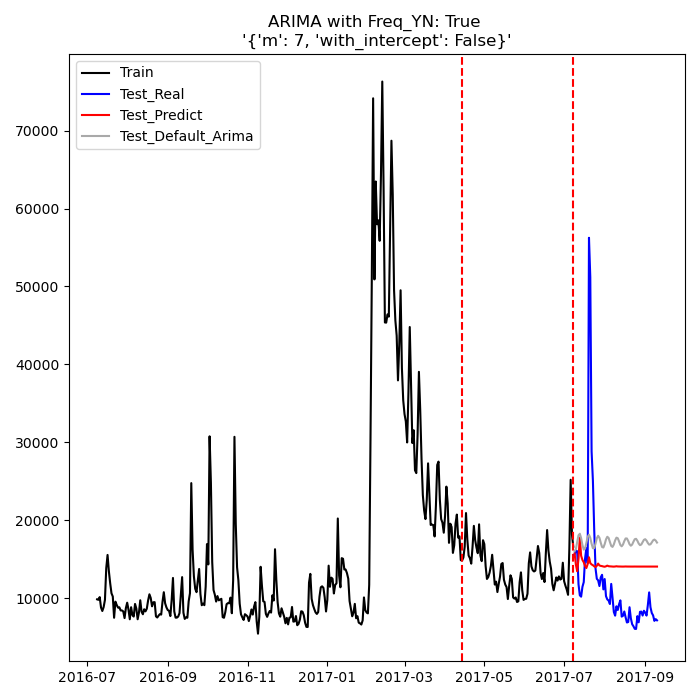 ARIMA with Freq_YN: True
'{'m': 7, 'with_intercept': False}'
Train
Test_Real
Test_Predict
Test_Default_Arima
70000
60000
50000
40000
30000
20000
10000
2016-07 2016-09 2016-11 2017-01 2017-03 2017-05 2017-07 2017-09